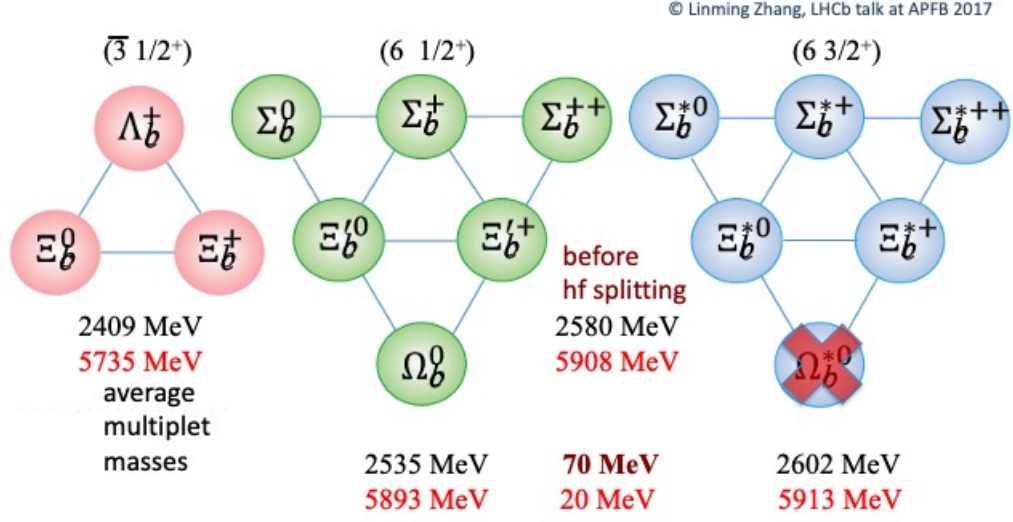 © Linming Zhang, LHCb talk at APFB 2017
(3̅ 1/2⁺)
(6 1/2⁺)
(6 3/2⁺)
Λb+
Σb0
Σb+
Σb++
Σb*0
Σb*+
Σb*++
Ξb0
Ξb+
Ξb′0
Ξb′+
Ξb*0
Ξb*+
before
hf splitting
2409 MeV
5735 MeV
average
multiplet
masses
2580 MeV
5908 MeV
Ωb0
Ωb*0
2535 MeV
5893 MeV
70 MeV
20 MeV
2602 MeV
5913 MeV